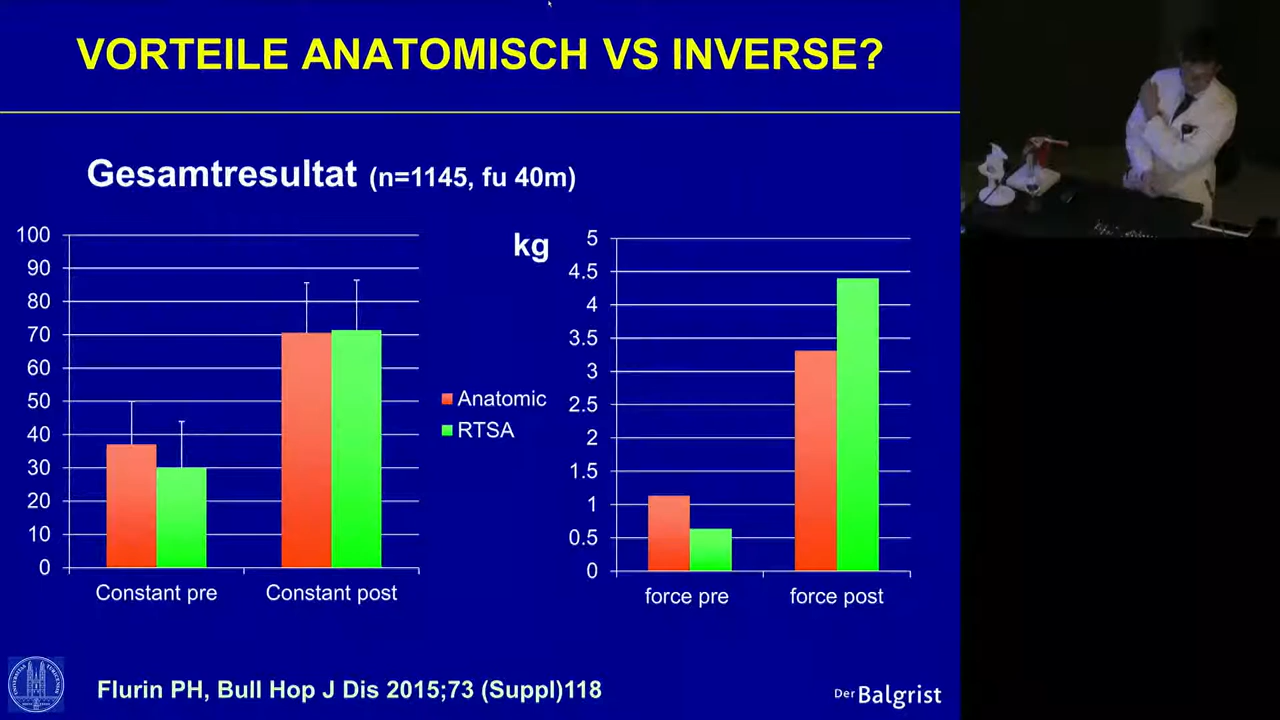 VORTEILE ANATOMISCH VS INVERSE?
Gesamtresultat (n=1145, fu 40m)
100
90
80
70
60
50
40
30
20
10
0
Constant pre
Constant post
Anatomic
RTSA
kg
5
4.5
4
3.5
3
2.5
2
1.5
1
0.5
0
force pre
force post
Flurin PH, Bull Hop J Dis 2015;73 (Suppl)118
Der Balgrist